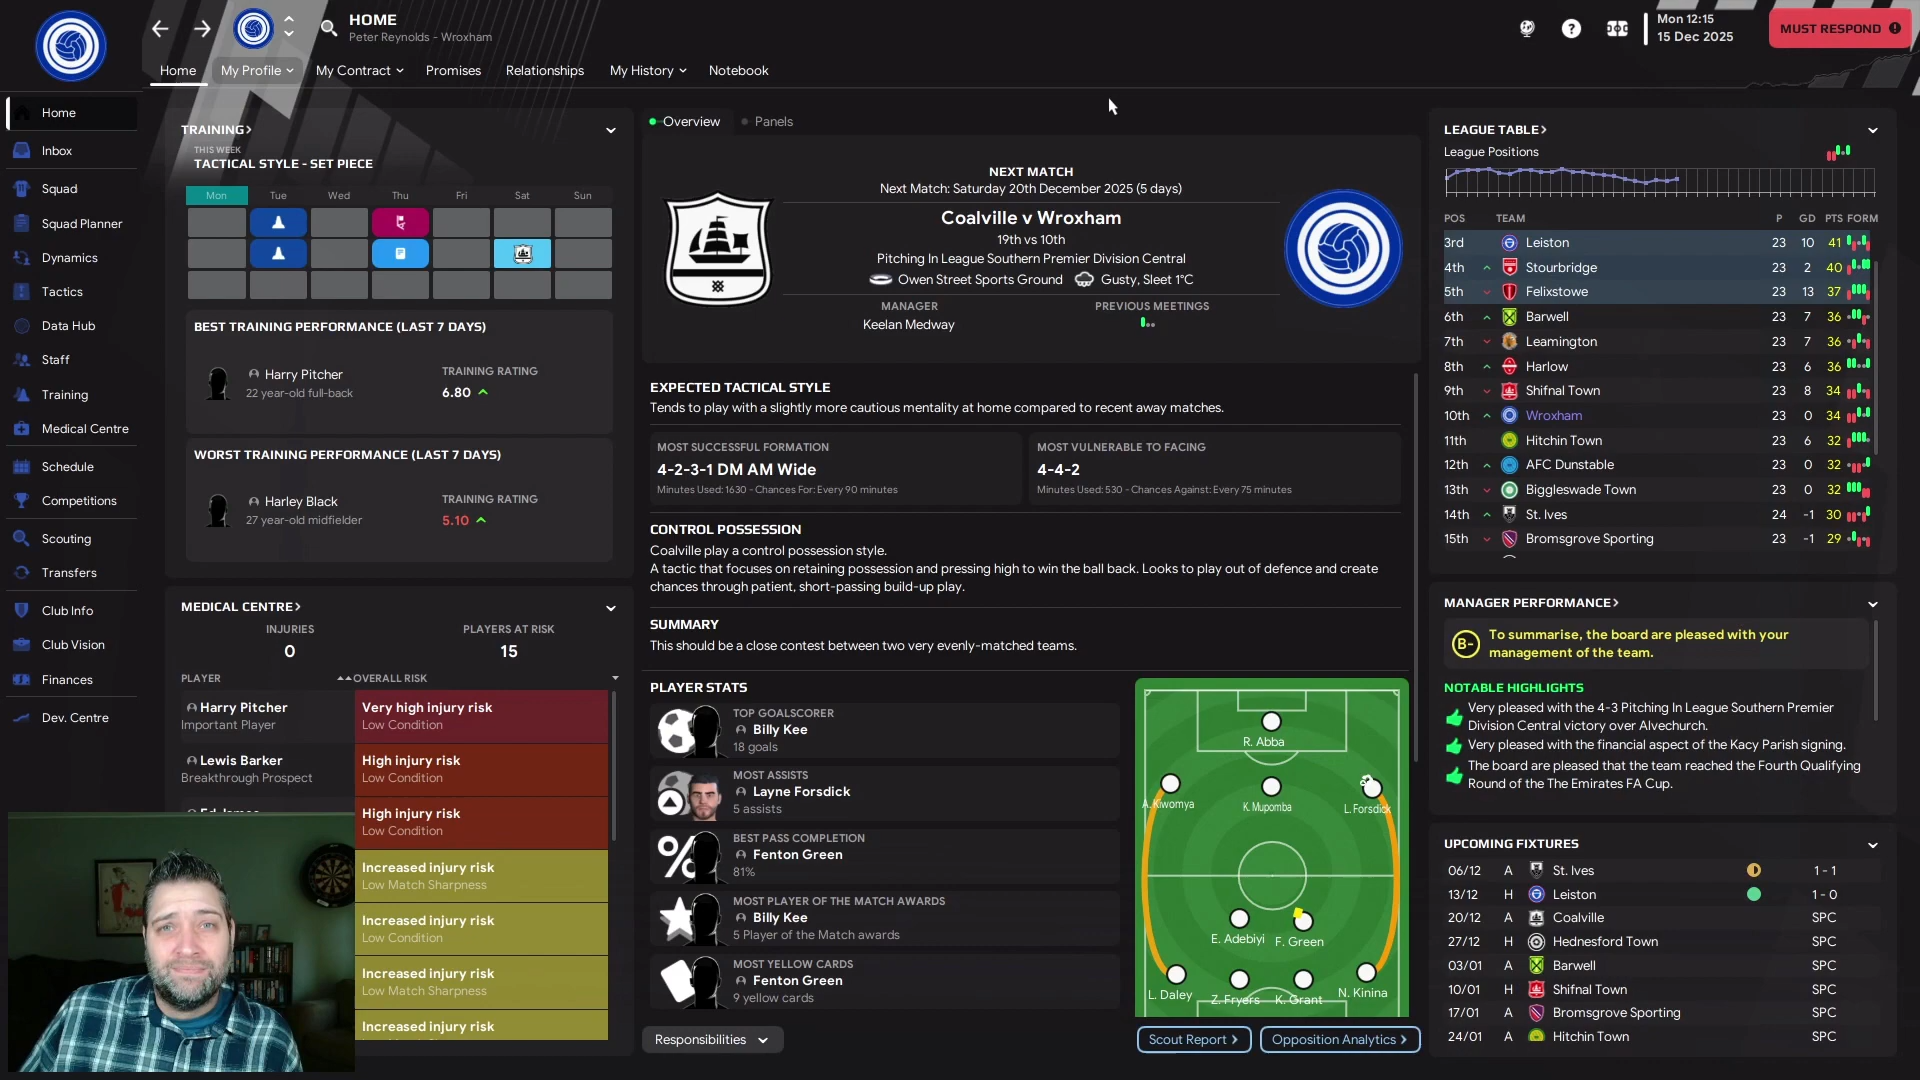 HOME
Peter Reynolds - Wroxham
Mon 12:15
15 Dec 2025
MUST RESPOND
Home
My Profile
My Contract
Promises
Relationships
My History
Notebook
Home
Inbox
Squad
Squad Planner
Dynamics
Tactics
Data Hub
Staff
Training
Medical Centre
Schedule
Competitions
Scouting
Transfers
Club Info
Club Vision
Finances
Dev. Centre
TRAINING
THIS WEEK
TACTICAL STYLE - SET PIECE
Mon Tue Wed Thu Fri Sat Sun
BEST TRAINING PERFORMANCE (LAST 7 DAYS)
Harry Pitcher
22 year-old full-back
TRAINING RATING
6.80
WORST TRAINING PERFORMANCE (LAST 7 DAYS)
Harley Black
27 year-old midfielder
TRAINING RATING
5.10
MEDICAL CENTRE
INJURIES PLAYERS AT RISK
0 15
PLAYER OVERALL RISK
Harry Pitcher Very high injury risk
Important Player Low Condition
Lewis Barker High injury risk
Breakthrough Prospect Low Condition
High injury risk
Low Condition
Increased injury risk
Low Match Sharpness
Increased injury risk
Low Condition
Increased injury risk
Low Match Sharpness
Increased injury risk
Overview
Panels
NEXT MATCH
Next Match: Saturday 20th December 2025 (5 days)
Coalville v Wroxham
19th vs 10th
Pitching In League Southern Premier Division Central
Owen Street Sports Ground Gusty, Sleet 1°C
MANAGER PREVIOUS MEETINGS
Keelan Medway
EXPECTED TACTICAL STYLE
Tends to play with a slightly more cautious mentality at home compared to recent away matches.
MOST SUCCESSFUL FORMATION
4-2-3-1 DM AM Wide
Minutes Used: 1630 - Chances For: Every 90 minutes
MOST VULNERABLE TO FACING
4-4-2
Minutes Used: 530 - Chances Against: Every 75 minutes
CONTROL POSSESSION
Coalville play a control possession style.
A tactic that focuses on retaining possession and pressing high to win the ball back. Looks to play out of defence and create
chances through patient, short-passing build-up play.
SUMMARY
This should be a close contest between two very evenly-matched teams.
PLAYER STATS
TOP GOALSCORER
Billy Kee
18 goals
MOST ASSISTS
Layne Forsdick
5 assists
BEST PASS COMPLETION
Fenton Green
81%
MOST PLAYER OF THE MATCH AWARDS
Billy Kee
5 Player of the Match awards
MOST YELLOW CARDS
Fenton Green
9 yellow cards
R. Abba
A. Kiwomya
K. Mupomba
L. Forsdick
E. Adebiyi
F. Green
L. Daley
Z. Fryers
K. Grant
N. Kinina
Responsibilities
Scout Report
Opposition Analytics
LEAGUE TABLE
League Positions
POS TEAM P GD PTS FORM
3rd Leiston 23 10 41
4th Stourbridge 23 2 40
5th Felixstowe 23 13 37
6th Barwell 23 7 36
7th Leamington 23 7 36
8th Harlow 23 6 36
9th Shifnal Town 23 8 34
10th Wroxham 23 0 34
11th Hitchin Town 23 6 32
12th AFC Dunstable 23 0 32
13th Biggleswade Town 23 0 32
14th St. Ives 24 -1 30
15th Bromsgrove Sporting 23 -1 29
MANAGER PERFORMANCE
B-
To summarise, the board are pleased with your
management of the team.
NOTABLE HIGHLIGHTS
Very pleased with the 4-3 Pitching In League Southern Premier
Division Central victory over Alvechurch.
Very pleased with the financial aspect of the Kacy Parish signing.
The board are pleased that the team reached the Fourth Qualifying
Round of the The Emirates FA Cup.
UPCOMING FIXTURES
06/12 A St. Ives 1 - 1
13/12 H Leiston 1 - 0
20/12 A Coalville SPC
27/12 H Hednesford Town SPC
03/01 A Barwell SPC
10/01 H Shifnal Town SPC
17/01 A Bromsgrove Sporting SPC
24/01 A Hitchin Town SPC